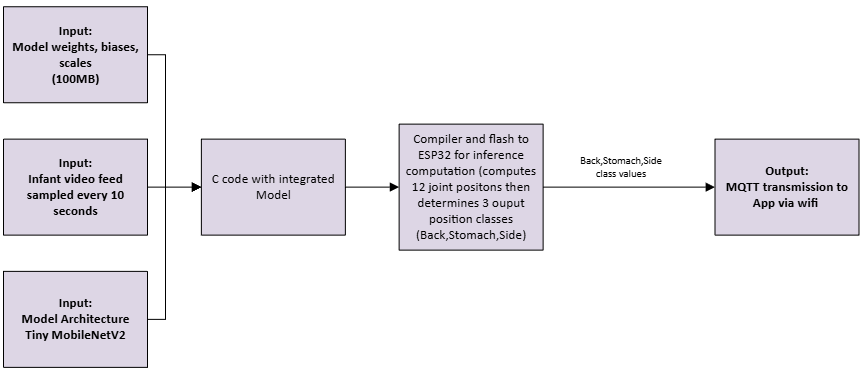 Input:
Model weights, biases,
scales
(100MB)
Input:
Infant video feed
sampled every 10
seconds
Input:
Model Architecture
Tiny MobileNetV2
C code with integrated
Model
Compiler and flash to
ESP32 for inference
computation (computes
12 joint positons then
determines 3 ouput
position classes
(Back,Stomach,Side)
Back,Stomach,Side
class values
Output:
MQTT transmission to
App via wifi